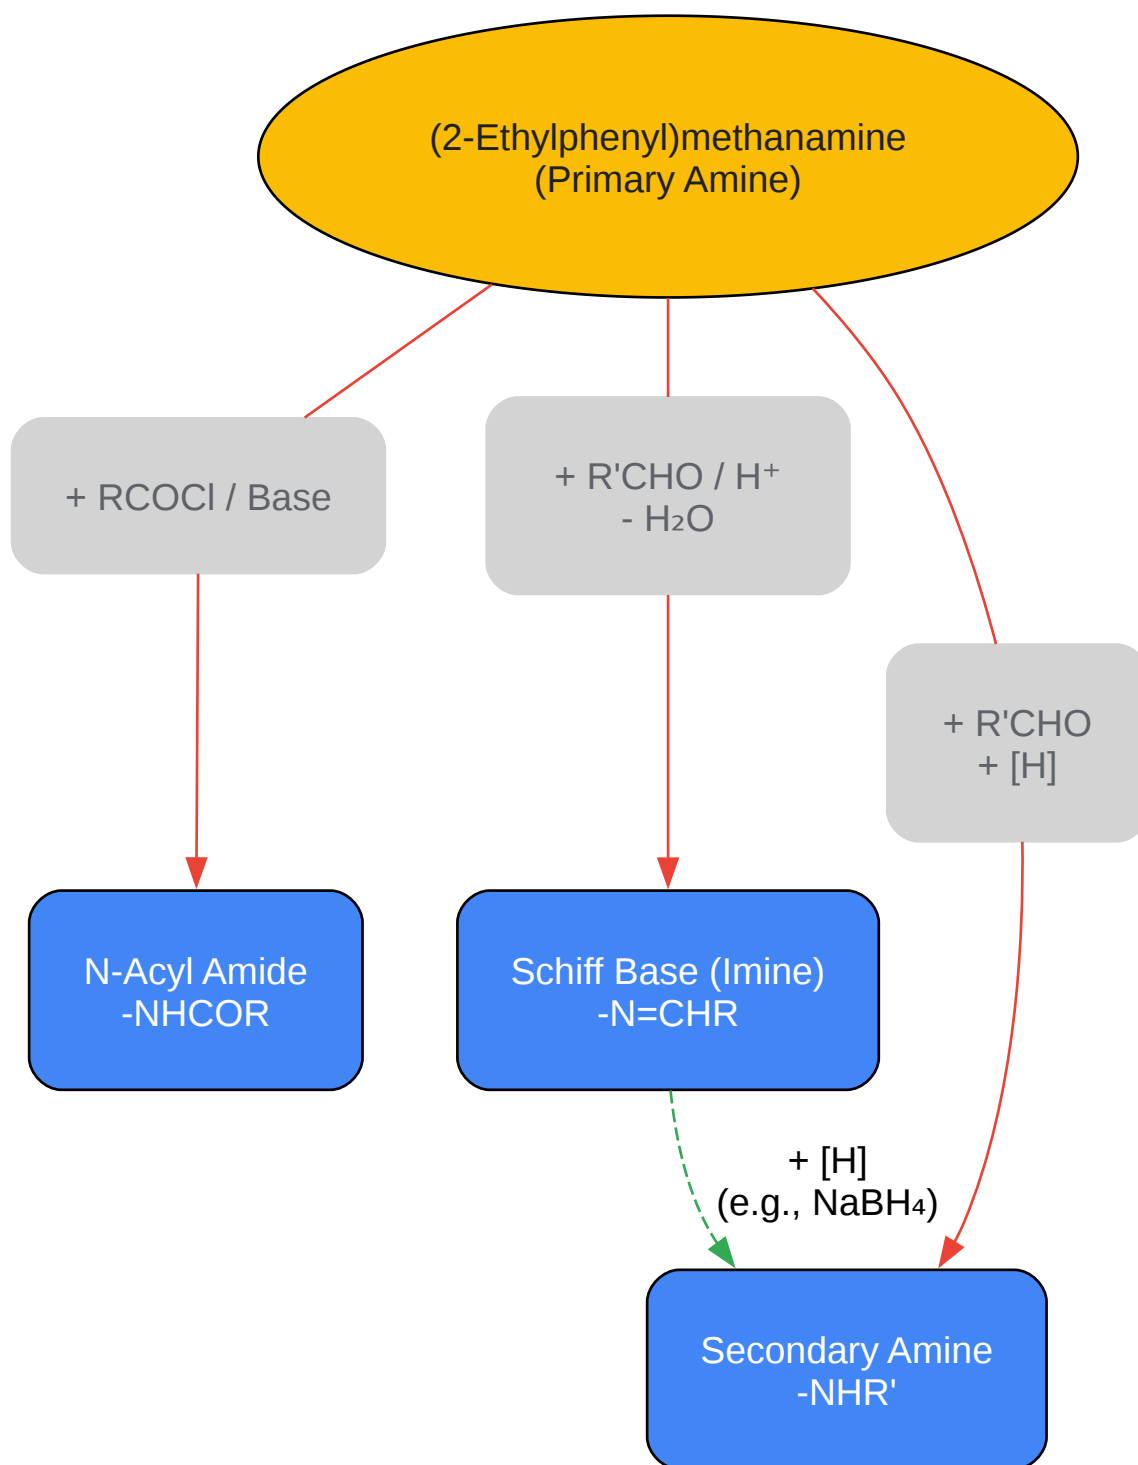 (2-Ethylphenyl)methanamine
(Primary Amine)
+ RCOCl / Base
+ R'CHO / H⁺
- H₂O
+ R'CHO
+ [H]
N-Acyl Amide
-NHCOR
Schiff Base (Imine)
-N=CHR
+ [H]
(e.g., NaBH₄)
Secondary Amine
-NHR'